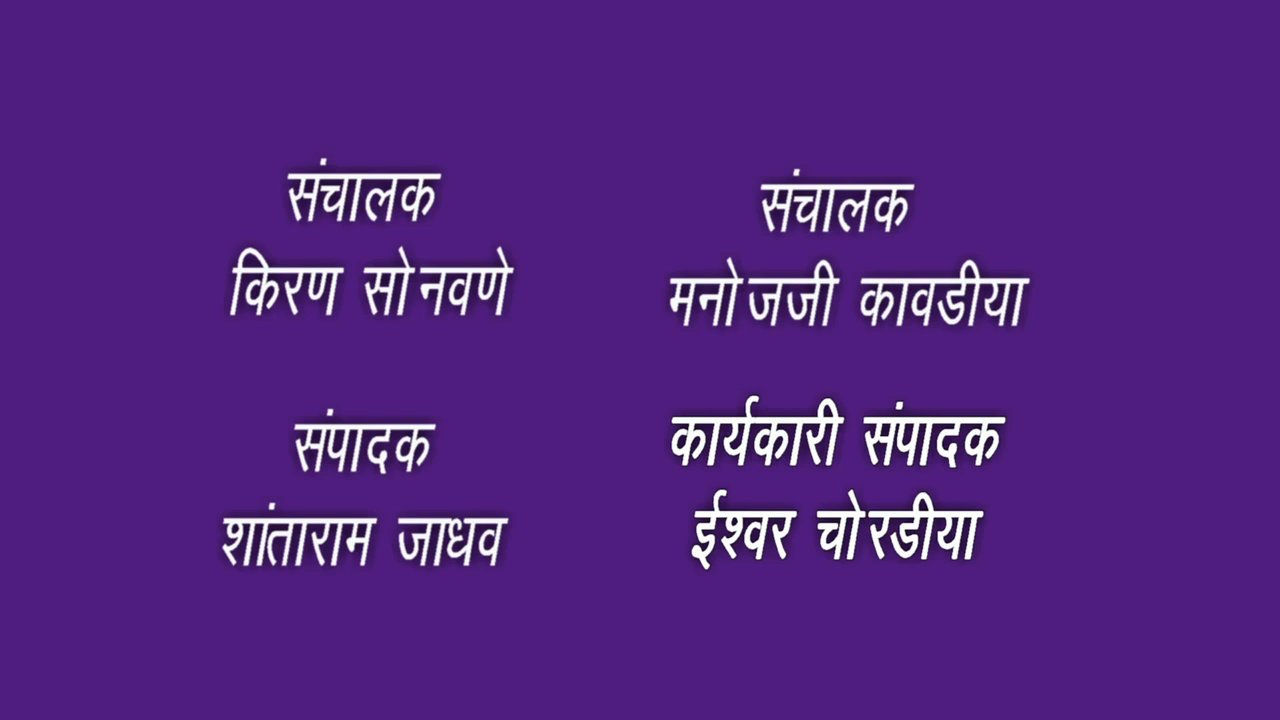 संचालक
किरण सोनवणे
संचालक
मनोजजी कावडीया
संपादक
शांताराम जाधव
कार्यकारी संपादक
ईश्वर चोरडीया